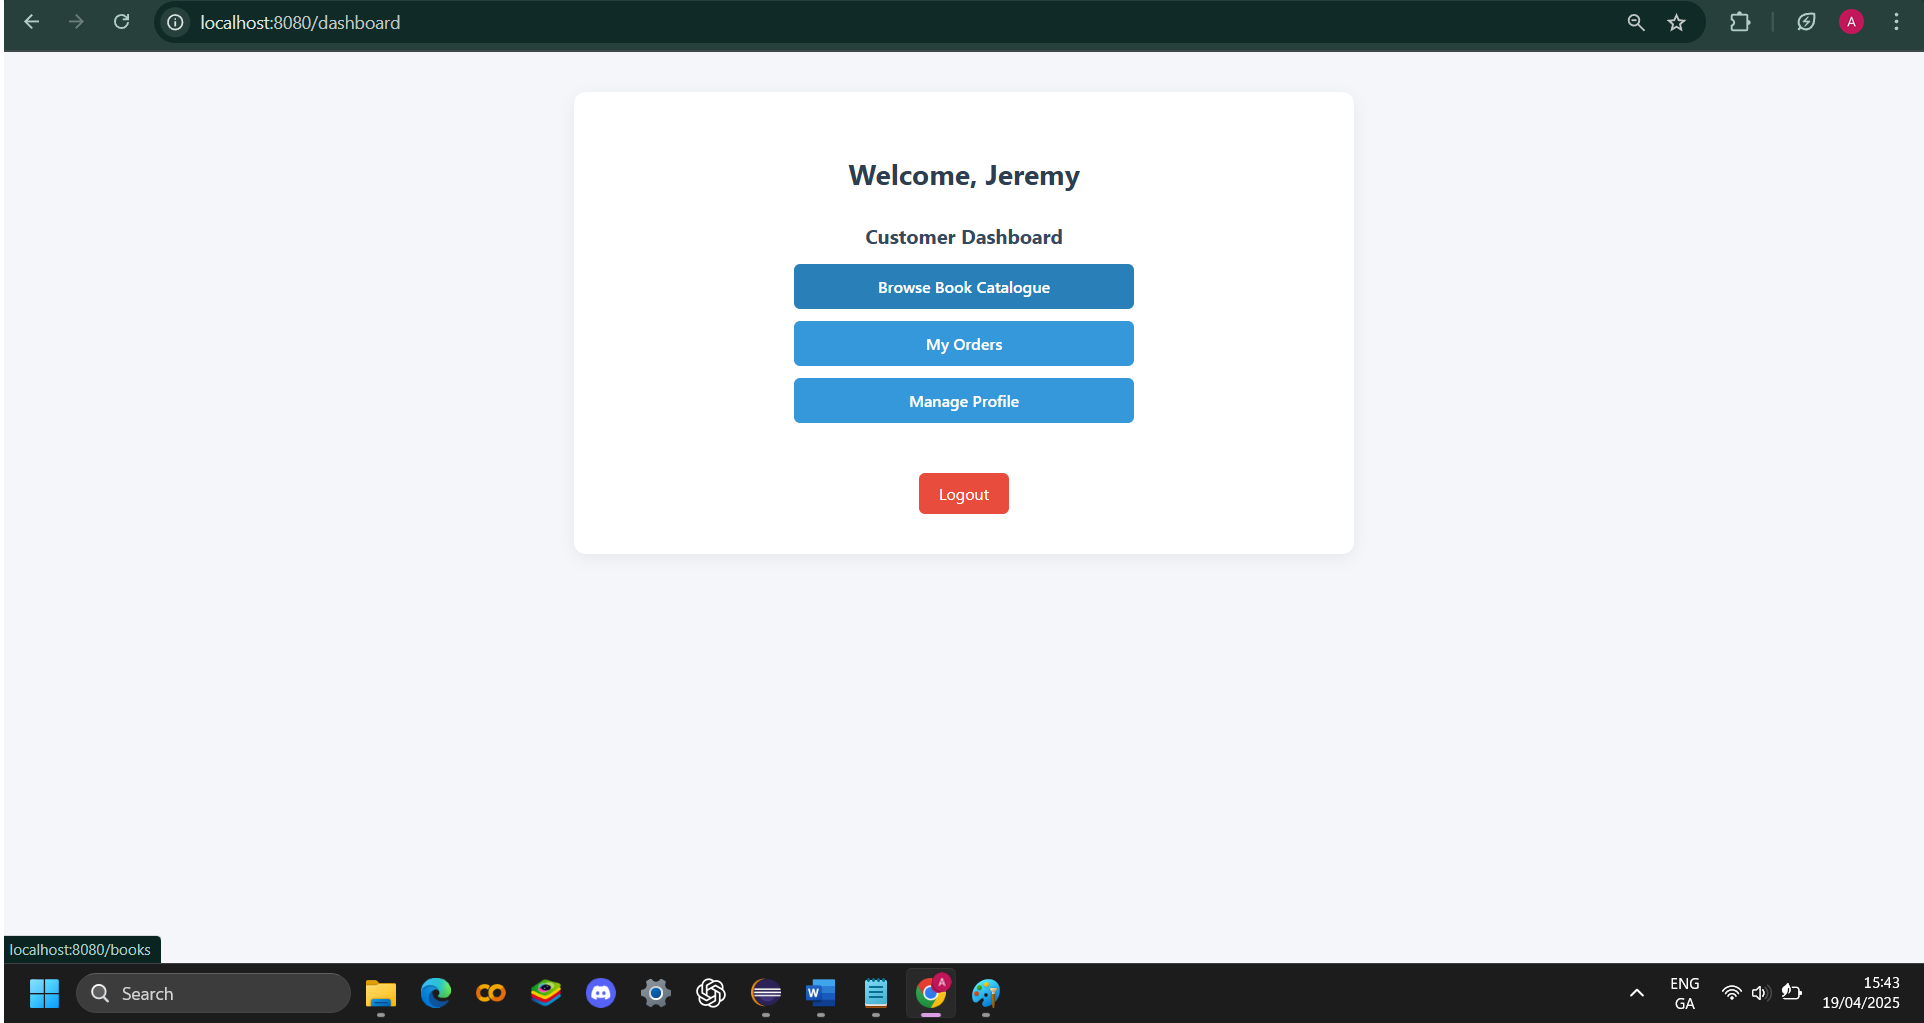 localhost:8080/dashboard
A
Welcome, Jeremy
Customer Dashboard
Browse Book Catalogue
My Orders
Manage Profile
Logout
localhost:8080/books
Search
CO
W
A
ENG
GA
15:43
19/04/2025